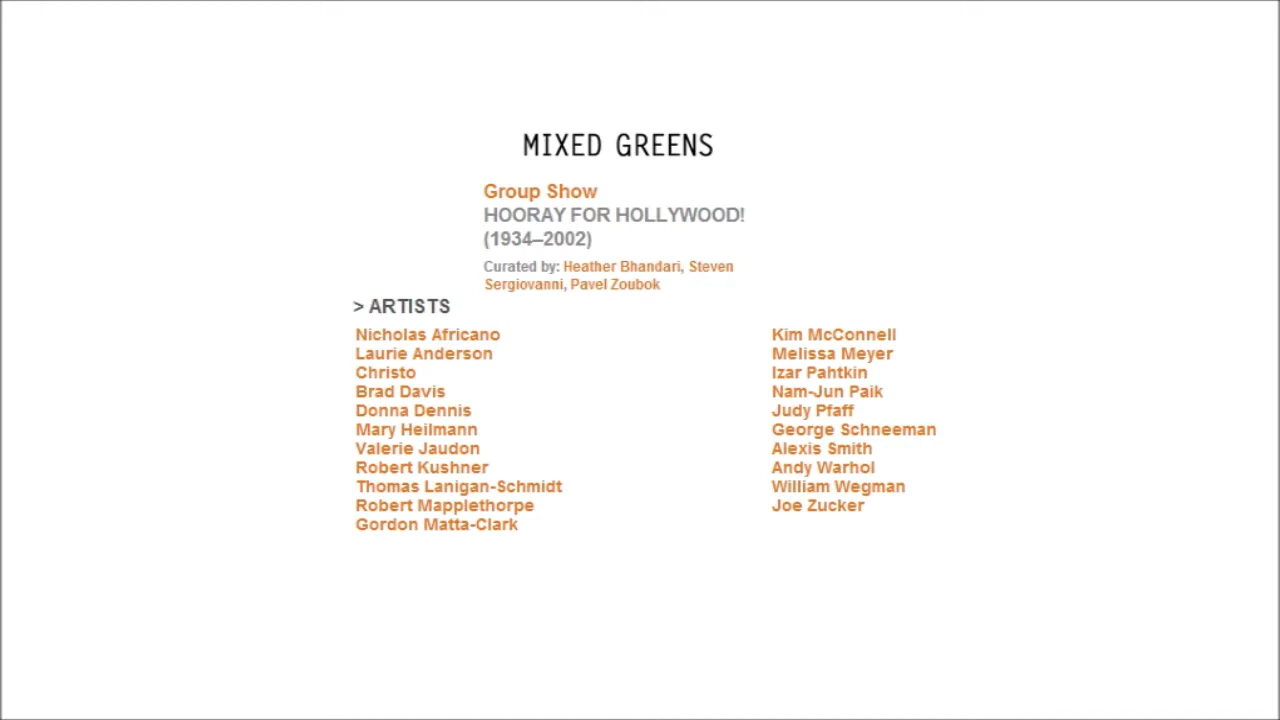 MIXED GREENS
Group Show
HOORAY FOR HOLLYWOOD!
(1934–2002)
Curated by: Heather Bhandari, Steven
Sergiovanni, Pavel Zoubok
> ARTISTS
Nicholas Africano
Laurie Anderson
Christo
Brad Davis
Donna Dennis
Mary Heilmann
Valerie Jaudon
Robert Kushner
Thomas Lanigan-Schmidt
Robert Mapplethorpe
Gordon Matta-Clark
Kim McConnell
Melissa Meyer
Izar Pahtkin
Nam-Jun Paik
Judy Pfaff
George Schneeman
Alexis Smith
Andy Warhol
William Wegman
Joe Zucker